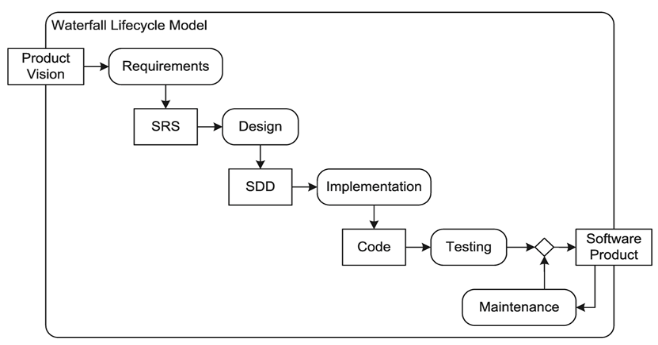 Waterfall Lifecycle Model
Product
Vision
Requirements
SRS
Design
SDD
Implementation
Code
Testing
Software
Product
Maintenance